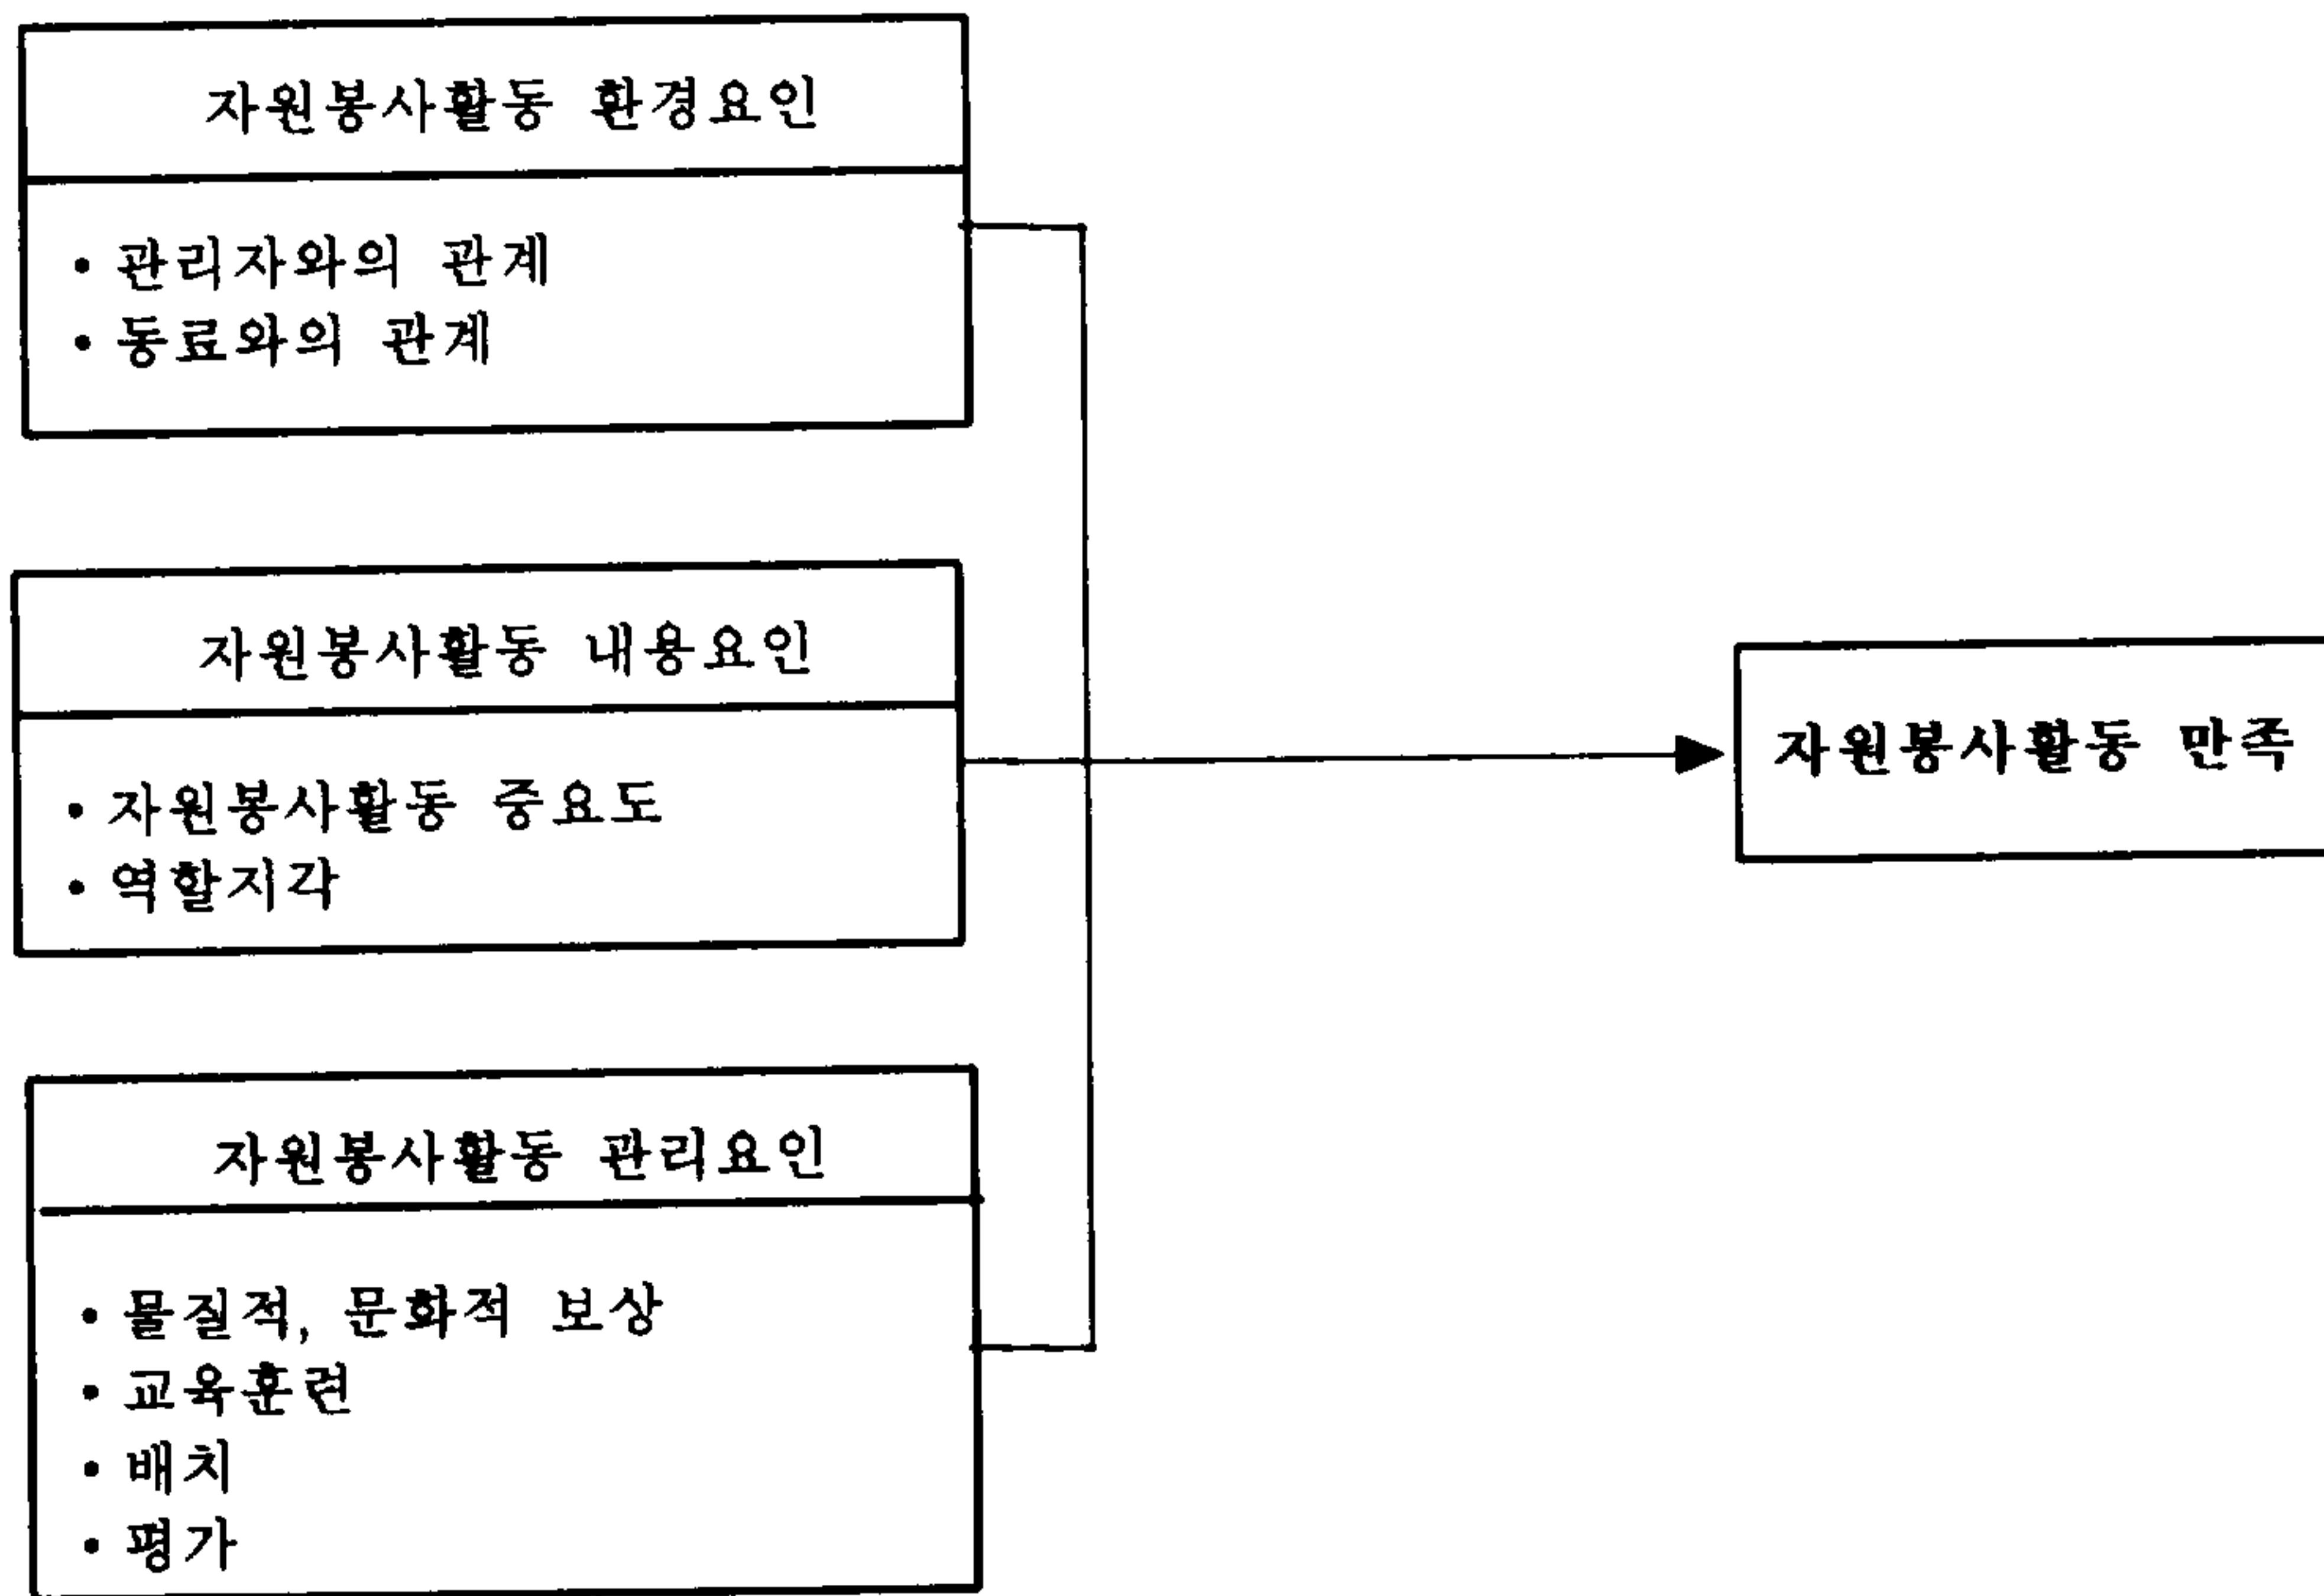 자원봉사활동 환경요인
• 관리자와의 관계
• 동료와의 관계
자원봉사활동 내용요인
• 자원봉사활동 중요도
• 역할지각
자원봉사활동 만족
자원봉사활동 관리요인
• 물질적, 문화적 보상
• 교육훈련
• 배치
• 평가